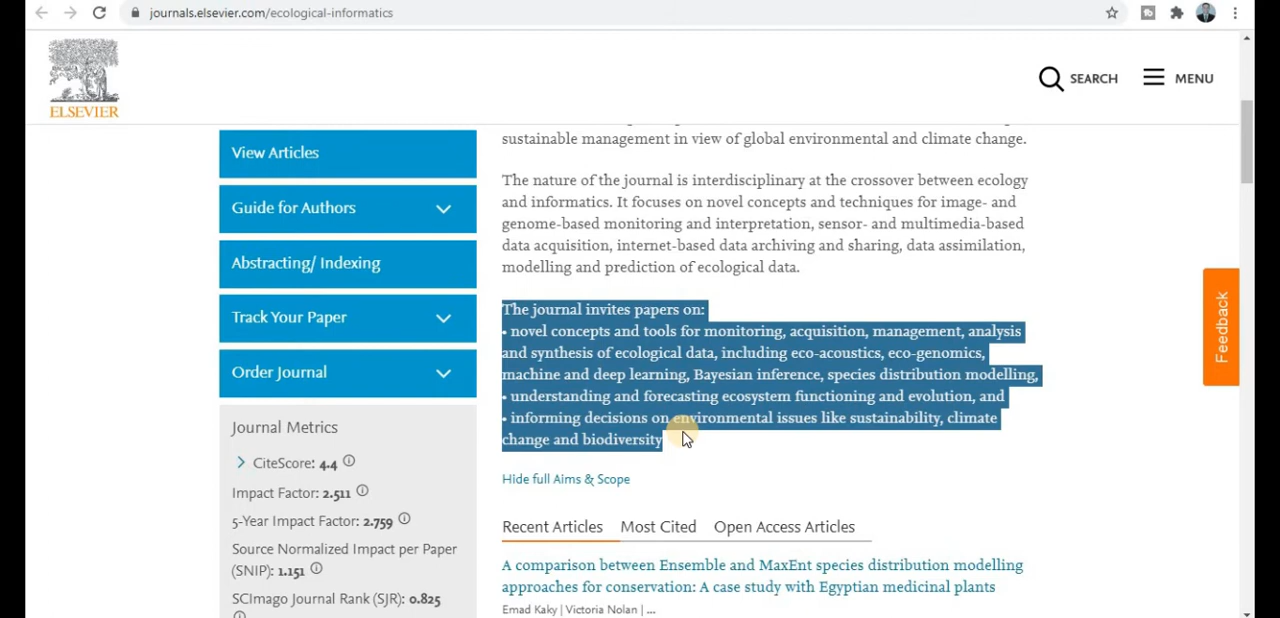 journals.elsevier.com/ecological-informatics
ELSEVIER
SEARCH
MENU
View Articles
Guide for Authors
Abstracting/ Indexing
Track Your Paper
Order Journal
Journal Metrics
CiteScore: 4.4
Impact Factor: 2.511
5-Year Impact Factor: 2.759
Source Normalized Impact per Paper
(SNIP): 1.151
SCImago Journal Rank (SJR): 0.825
sustainable management in view of global environmental and climate change.
The nature of the journal is interdisciplinary at the crossover between ecology
and informatics. It focuses on novel concepts and techniques for image- and
genome-based monitoring and interpretation, sensor- and multimedia-based
data acquisition, internet-based data archiving and sharing, data assimilation,
modelling and prediction of ecological data.
The journal invites papers on:
• novel concepts and tools for monitoring, acquisition, management, analysis
and synthesis of ecological data, including eco-acoustics, eco-genomics,
machine and deep learning, Bayesian inference, species distribution modelling,
• understanding and forecasting ecosystem functioning and evolution, and
• informing decisions on environmental issues like sustainability, climate
change and biodiversity
Hide full Aims & Scope
Recent Articles Most Cited Open Access Articles
A comparison between Ensemble and MaxEnt species distribution modelling
approaches for conservation: A case study with Egyptian medicinal plants
Emad Kaky | Victoria Nolan | ...
Feedback